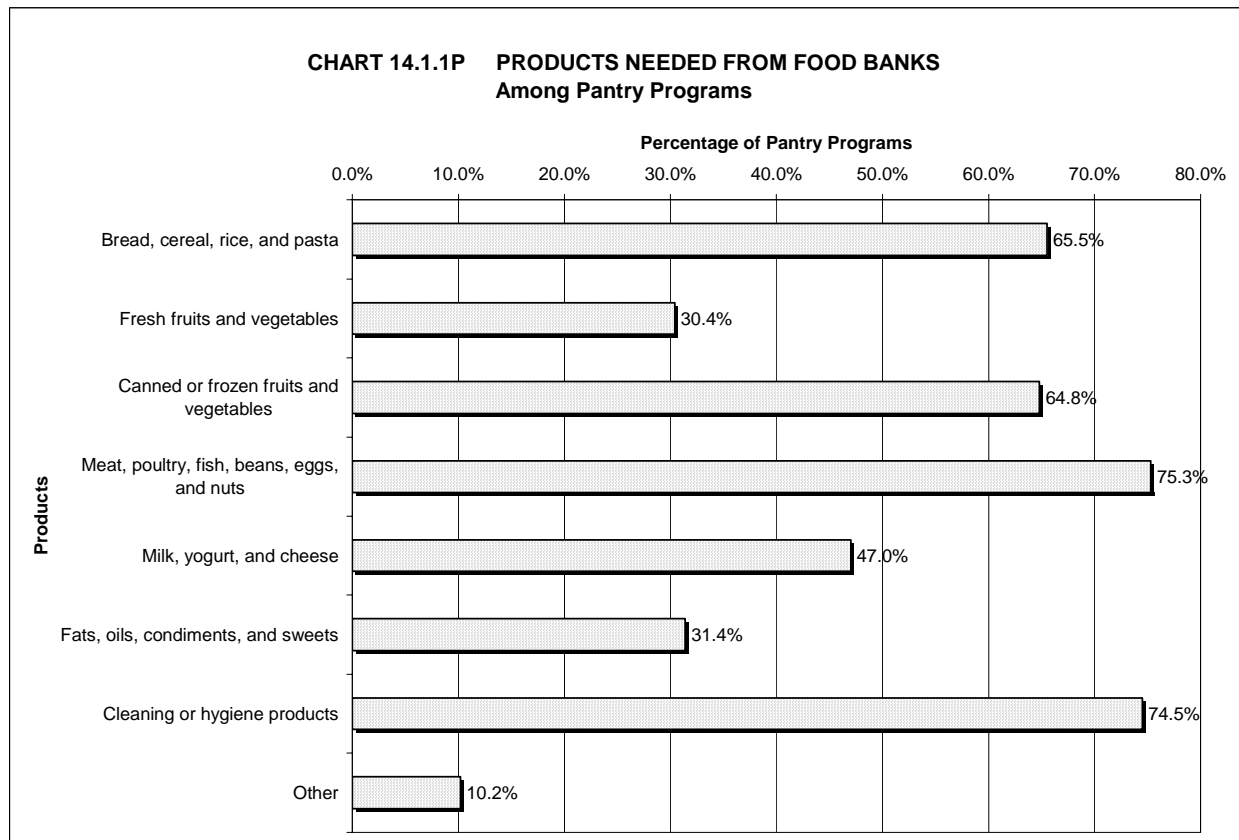 CHART 14.1.1P PRODUCTS NEEDED FROM FOOD BANKS
Among Pantry Programs
Percentage of Pantry Programs
0.0% 10.0% 20.0% 30.0% 40.0% 50.0% 60.0% 70.0% 80.0%
Products
Bread, cereal, rice, and pasta 65.5%
Fresh fruits and vegetables 30.4%
Canned or frozen fruits and
vegetables 64.8%
Meat, poultry, fish, beans, eggs,
and nuts 75.3%
Milk, yogurt, and cheese 47.0%
Fats, oils, condiments, and sweets 31.4%
Cleaning or hygiene products 74.5%
Other 10.2%